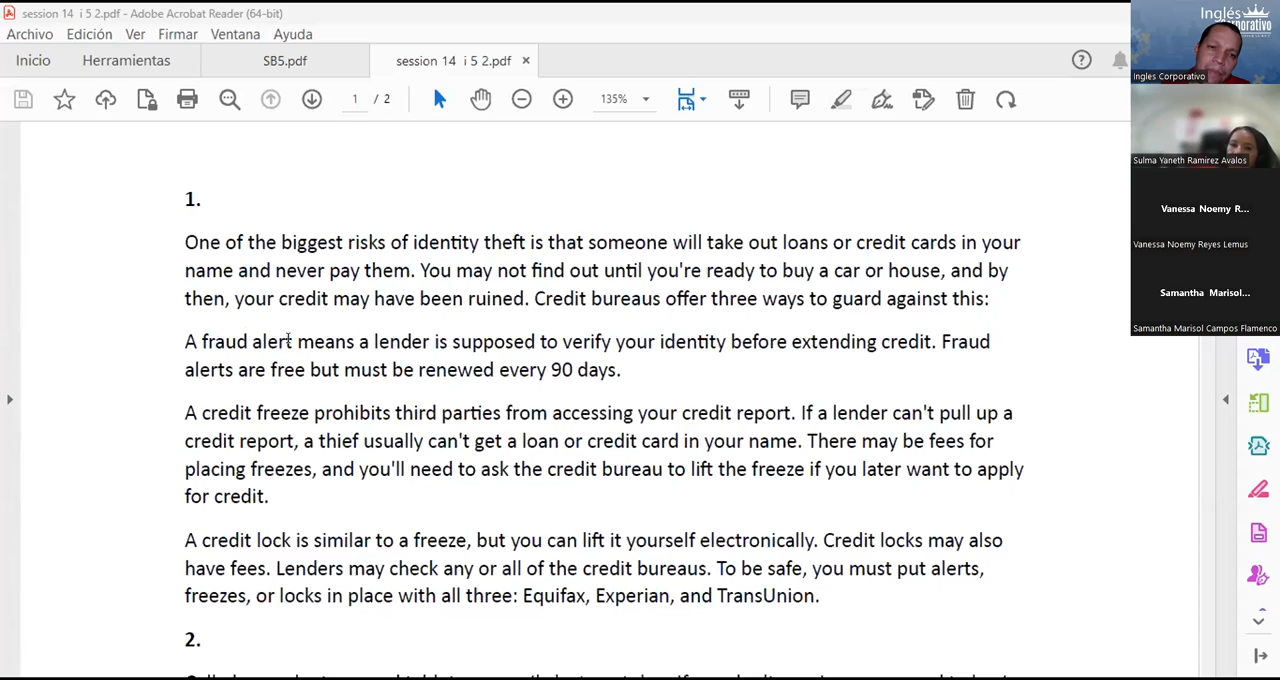 session 14 i 5 2.pdf - Adobe Acrobat Reader (64-bit)
Archivo Edición Ver Firmar Ventana Ayuda
Inicio Herramientas SB5.pdf session 14 i 5 2.pdf ×
1 / 2 135%
Inglés
Corporativo
Ingles Corporativo
Sulma Yaneth Ramirez Avalos
Vanessa Noemy R...
Vanessa Noemy Reyes Lemus
Samantha Marisol...
Samantha Marisol Campos Flamenco
1.
One of the biggest risks of identity theft is that someone will take out loans or credit cards in your
name and never pay them. You may not find out until you're ready to buy a car or house, and by
then, your credit may have been ruined. Credit bureaus offer three ways to guard against this:
A fraud alert means a lender is supposed to verify your identity before extending credit. Fraud
alerts are free but must be renewed every 90 days.
A credit freeze prohibits third parties from accessing your credit report. If a lender can't pull up a
credit report, a thief usually can't get a loan or credit card in your name. There may be fees for
placing freezes, and you'll need to ask the credit bureau to lift the freeze if you later want to apply
for credit.
A credit lock is similar to a freeze, but you can lift it yourself electronically. Credit locks may also
have fees. Lenders may check any or all of the credit bureaus. To be safe, you must put alerts,
freezes, or locks in place with all three: Equifax, Experian, and TransUnion.
2.